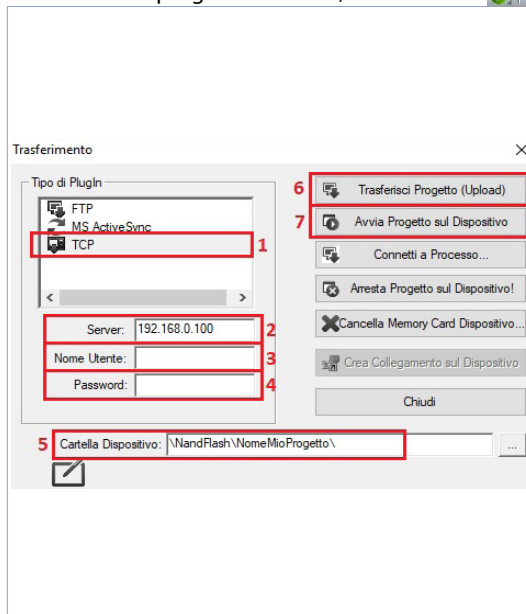 Trasferimento
Tipo di PlugIn
FTP
MS ActiveSync
TCP
1
Server: 192.168.0.100 2
Nome Utente: 3
Password: 4
5 Cartella Dispositivo: \NandFlash\NomeMioProgetto\ ...
6 Trasferisci Progetto (Upload)
7 Avvia Progetto sul Dispositivo
Connetti a Processo...
Arresta Progetto sul Dispositivo!
Cancella Memory Card Dispositivo...
Crea Collegamento sul Dispositivo
Chiudi